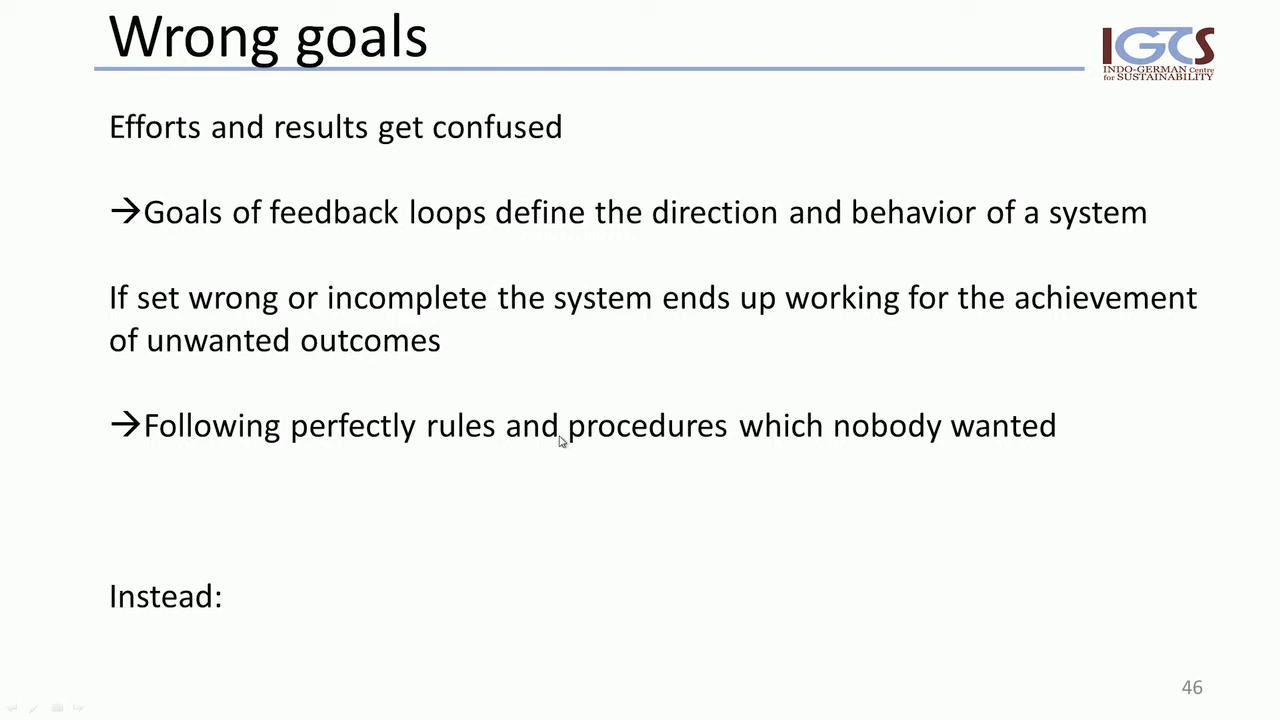 Wrong goals
IGCS
INDO-GERMAN Centre
for SUSTAINABILITY
Efforts and results get confused
→Goals of feedback loops define the direction and behavior of a system
If set wrong or incomplete the system ends up working for the achievement
of unwanted outcomes
→Following perfectly rules and procedures which nobody wanted
Instead:
46